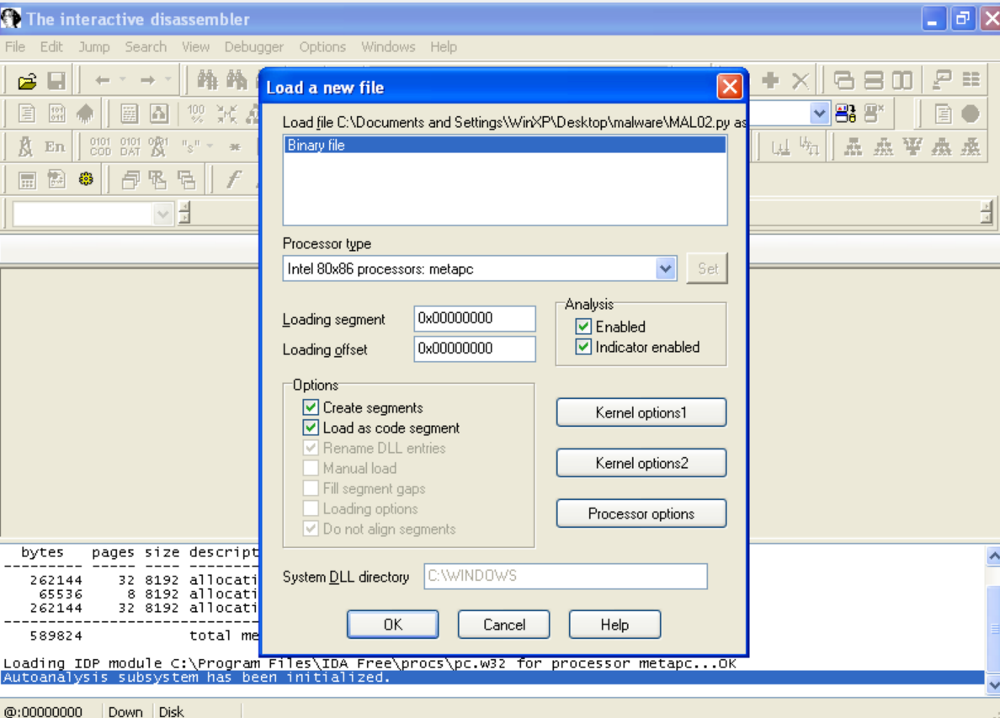 The interactive disassembler
File Edit Jump Search View Debugger Options Windows Help
100
%
En 0101 COD 0101 DAT "s"
f
Load a new file
Load file C:\Documents and Settings\WinXP\Desktop\malware\MAL02.py as
Binary file
Processor type
Intel 80x86 processors: metapc Set
Loading segment 0x00000000
Loading offset 0x00000000
Analysis
Enabled
Indicator enabled
Options
Create segments
Load as code segment
Rename DLL entries
Manual load
Fill segment gaps
Loading options
Do not align segments
Kernel options1
Kernel options2
Processor options
System DLL directory C:\WINDOWS
OK Cancel Help
bytes pages size descript
--------- ----- ---- --------
262144 32 8192 allocati
65536 8 8192 allocati
262144 32 8192 allocati
589824 total me
Loading IDP module C:\Program Files\IDA Free\procs\pc.w32 for processor metapc...OK
Autoanalysis subsystem has been initialized.
@:00000000 Down Disk